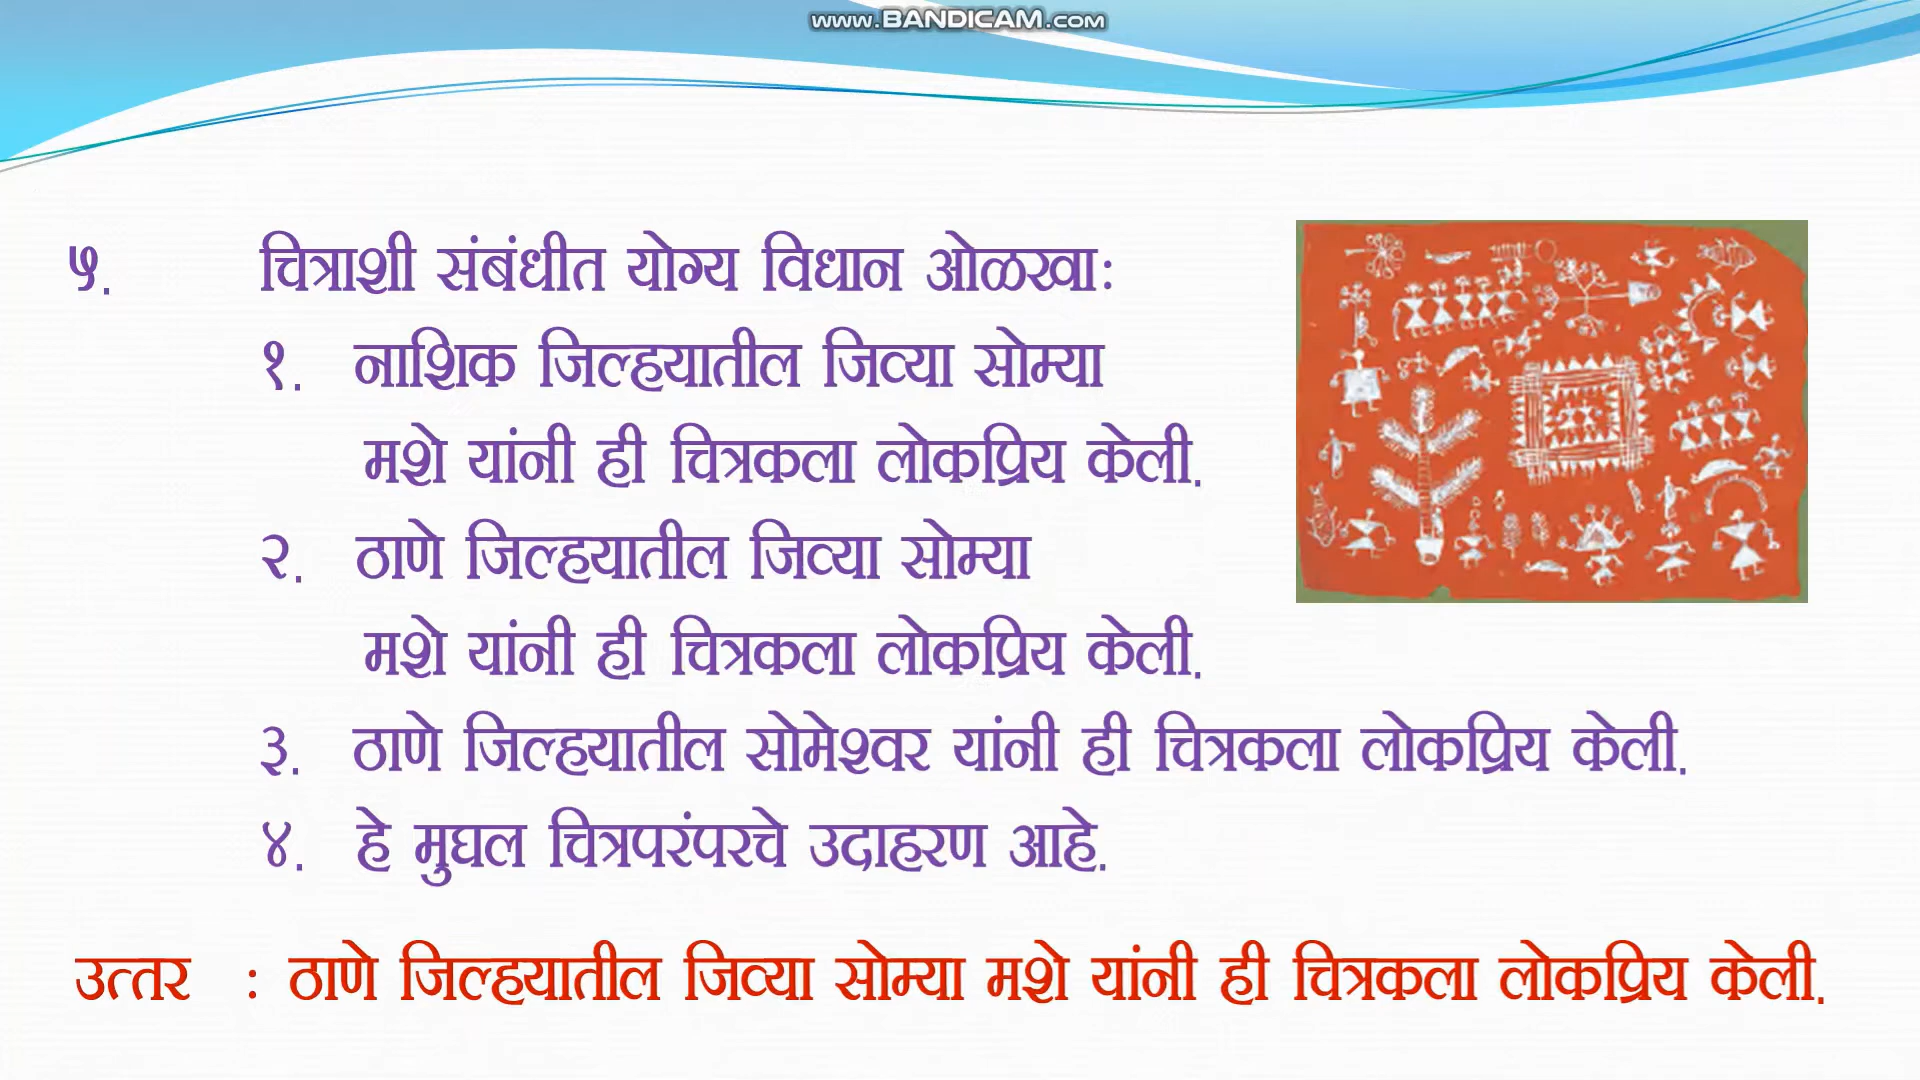 www.BANDICAM.com
५. चित्राशी संबंधीत योग्य विधान ओळखाः
१. नाशिक जिल्हयातील जिव्या सोम्या
मशे यांनी ही चित्रकला लोकप्रिय केली.
२. ठाणे जिल्हयातील जिव्या सोम्या
मशे यांनी ही चित्रकला लोकप्रिय केली.
३. ठाणे जिल्हयातील सोमेश्वर यांनी ही चित्रकला लोकप्रिय केली.
४. हे मुघल चित्रपरंपरचे उदाहरण आहे.
उत्तर : ठाणे जिल्हयातील जिव्या सोम्या मशे यांनी ही चित्रकला लोकप्रिय केली.